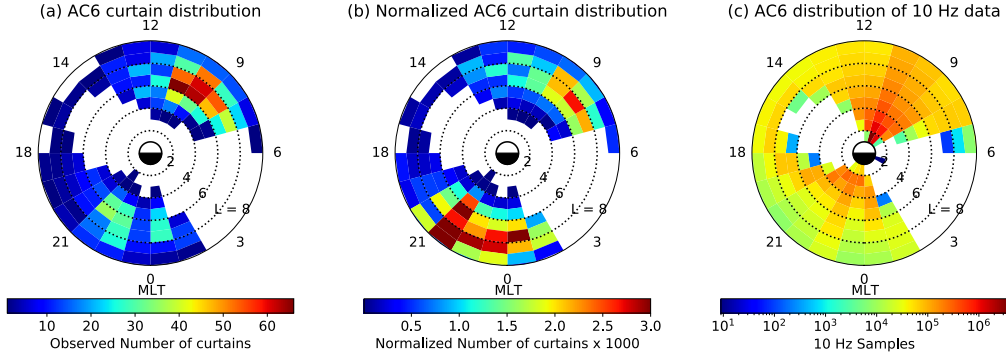 (a) AC6 curtain distribution
12
14
9
18
6
2
4
6
L = 8
21
3
0
MLT
10 20 30 40 50 60
Observed Number of curtains
(b) Normalized AC6 curtain distribution
12
14
9
18
6
2
4
6
L = 8
21
3
0
MLT
0.5 1.0 1.5 2.0 2.5 3.0
Normalized Number of curtains x 1000
(c) AC6 distribution of 10 Hz data
12
14
9
18
6
2
4
6
L = 8
21
3
0
MLT
10¹ 10² 10³ 10⁴ 10⁵ 10⁶
10 Hz Samples